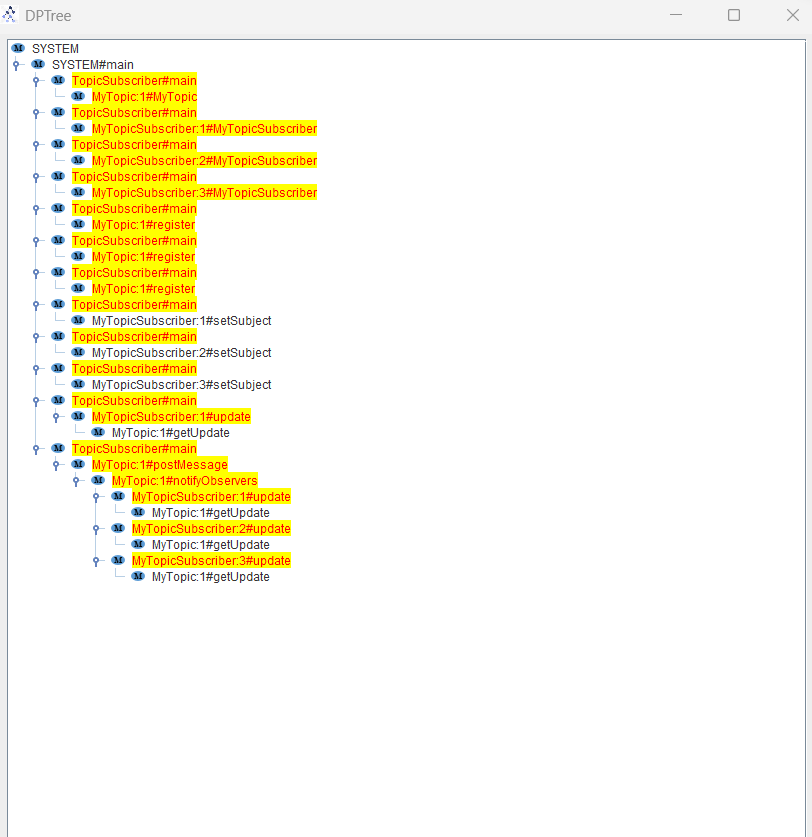 DPTree
SYSTEM
SYSTEM#main
TopicSubscriber#main
MyTopic:1#MyTopic
TopicSubscriber#main
MyTopicSubscriber:1#MyTopicSubscriber
TopicSubscriber#main
MyTopicSubscriber:2#MyTopicSubscriber
TopicSubscriber#main
MyTopicSubscriber:3#MyTopicSubscriber
TopicSubscriber#main
MyTopic:1#register
TopicSubscriber#main
MyTopic:1#register
TopicSubscriber#main
MyTopic:1#register
TopicSubscriber#main
MyTopicSubscriber:1#setSubject
TopicSubscriber#main
MyTopicSubscriber:2#setSubject
TopicSubscriber#main
MyTopicSubscriber:3#setSubject
TopicSubscriber#main
MyTopicSubscriber:1#update
MyTopic:1#getUpdate
TopicSubscriber#main
MyTopic:1#postMessage
MyTopic:1#notifyObservers
MyTopicSubscriber:1#update
MyTopic:1#getUpdate
MyTopicSubscriber:2#update
MyTopic:1#getUpdate
MyTopicSubscriber:3#update
MyTopic:1#getUpdate